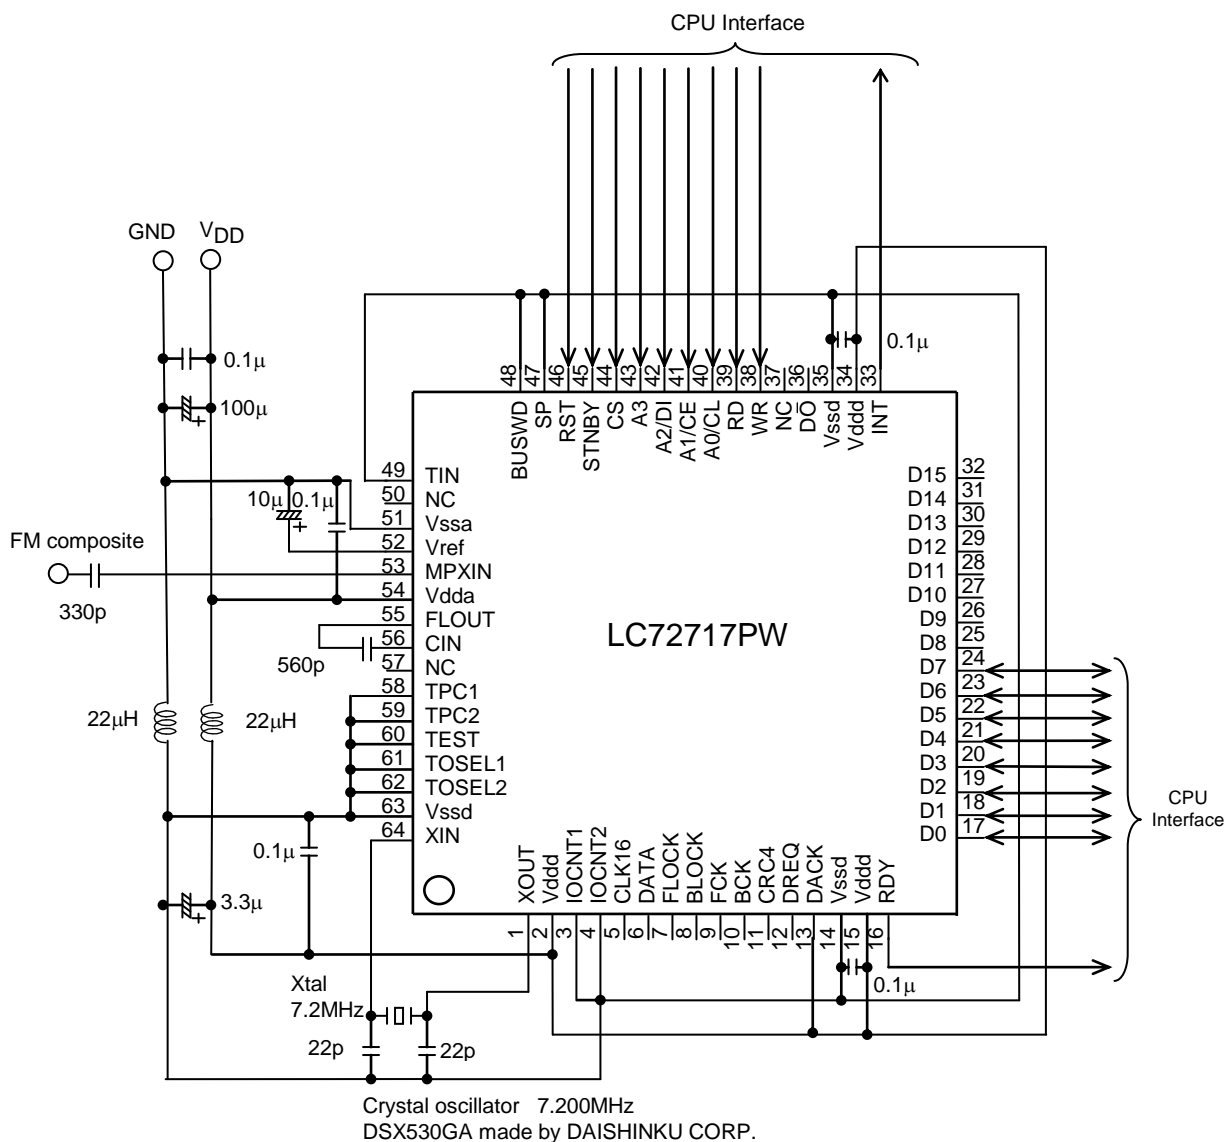 CPU Interface
GND
VDD
0.1µ
100µ
10µ
0.1µ
FM composite
330p
560p
22µH
22µH
0.1µ
3.3µ
Xtal
7.2MHz
22p
22p
Crystal oscillator 7.200MHz
DSX530GA made by DAISHINKU CORP.
LC72717PW
48 BUSWD
47 SP
46 RST
45 STNBY
44 CS
43 A3
42 A2/DI
41 A1/CE
40 A0/CL
39 RD
38 WR
37 NC
36 DO̅
35 Vssd
34 Vddd
33 INT
0.1µ
49 TIN
50 NC
51 Vssa
52 Vref
53 MPXIN
54 Vdda
55 FLOUT
56 CIN
57 NC
58 TPC1
59 TPC2
60 TEST
61 TOSEL1
62 TOSEL2
63 Vssd
64 XIN
D15 32
D14 31
D13 30
D12 29
D11 28
D10 27
D9 26
D8 25
D7 24
D6 23
D5 22
D4 21
D3 20
D2 19
D1 18
D0 17
CPU
Interface
XOUT 1
Vddd 2
IOCNT1 3
IOCNT2 4
CLK16 5
DATA 6
FLOCK 7
BLOCK 8
FCK 9
BCK 10
CRC4 11
DREQ 12
DACK 13
Vssd 14
Vddd 15
RDY 16
0.1µ